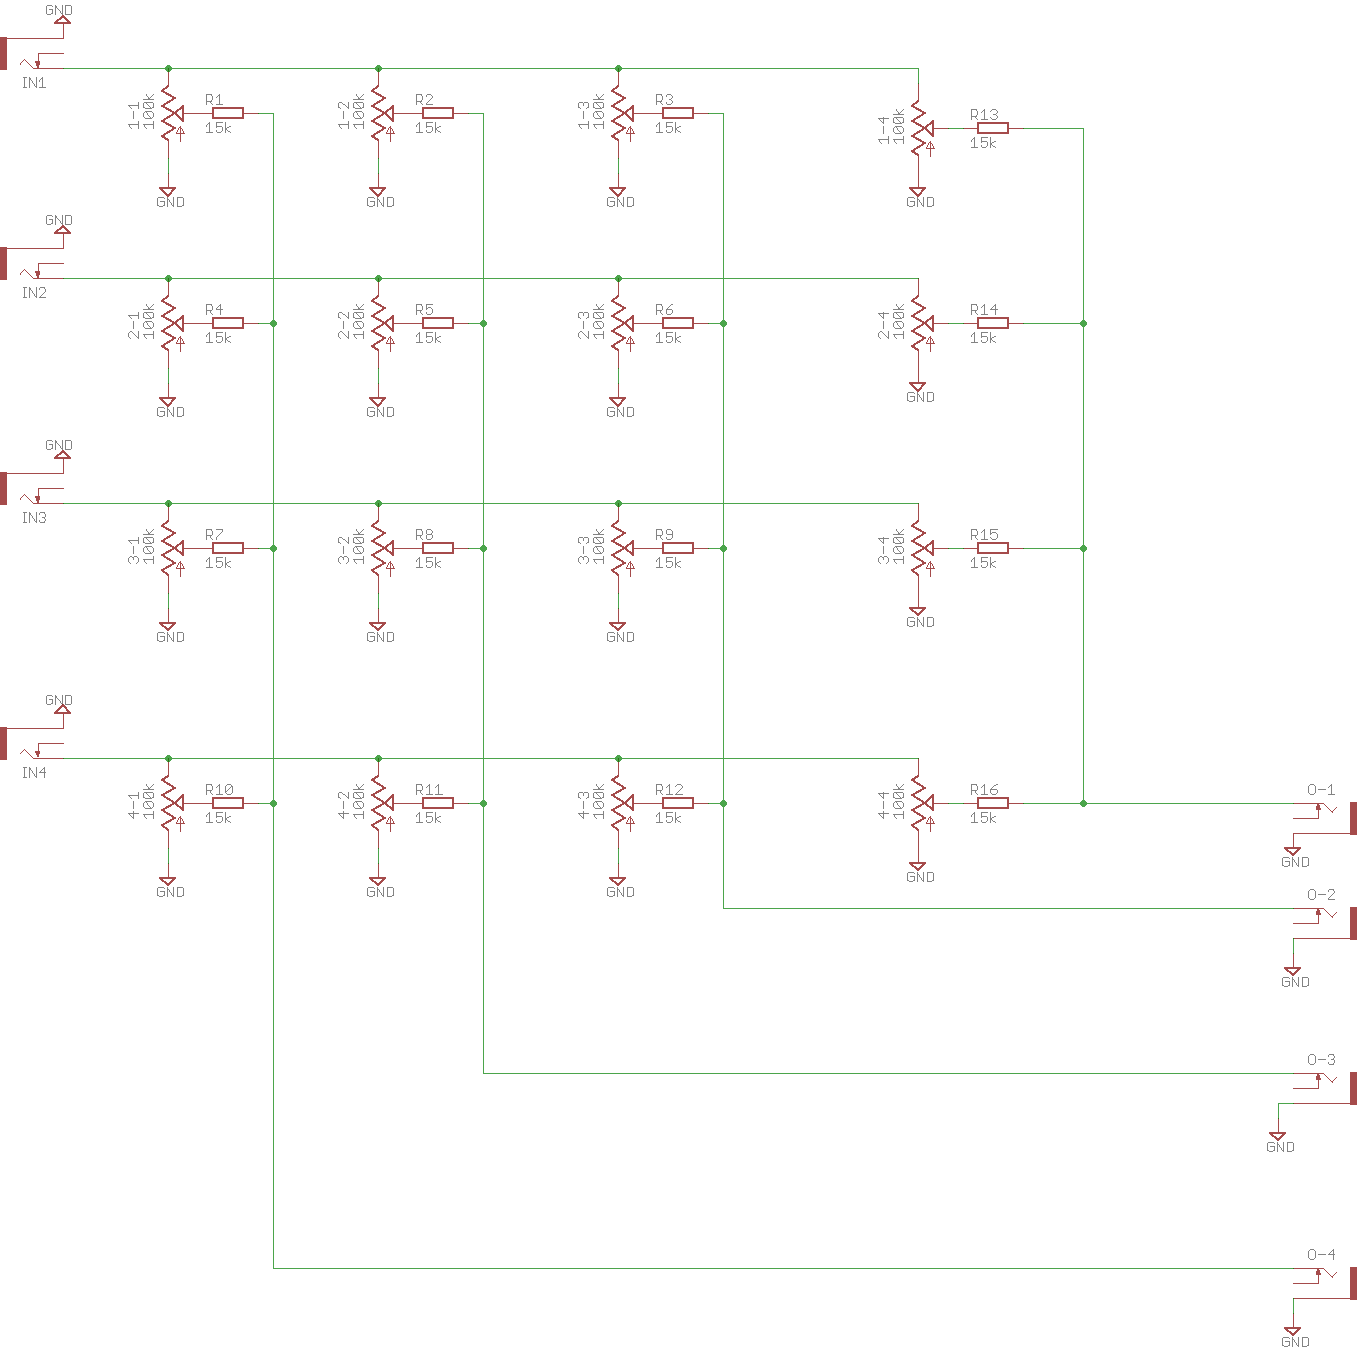 GND
IN1
1-1
100k
R1
15k
GND
1-2
100k
R2
15k
GND
1-3
100k
R3
15k
GND
1-4
100k
R13
15k
GND
GND
IN2
2-1
100k
R4
15k
GND
2-2
100k
R5
15k
GND
2-3
100k
R6
15k
GND
2-4
100k
R14
15k
GND
GND
IN3
3-1
100k
R7
15k
GND
3-2
100k
R8
15k
GND
3-3
100k
R9
15k
GND
3-4
100k
R15
15k
GND
GND
IN4
4-1
100k
R10
15k
GND
4-2
100k
R11
15k
GND
4-3
100k
R12
15k
GND
4-4
100k
R16
15k
GND
O-1
GND
O-2
GND
O-3
GND
O-4
GND